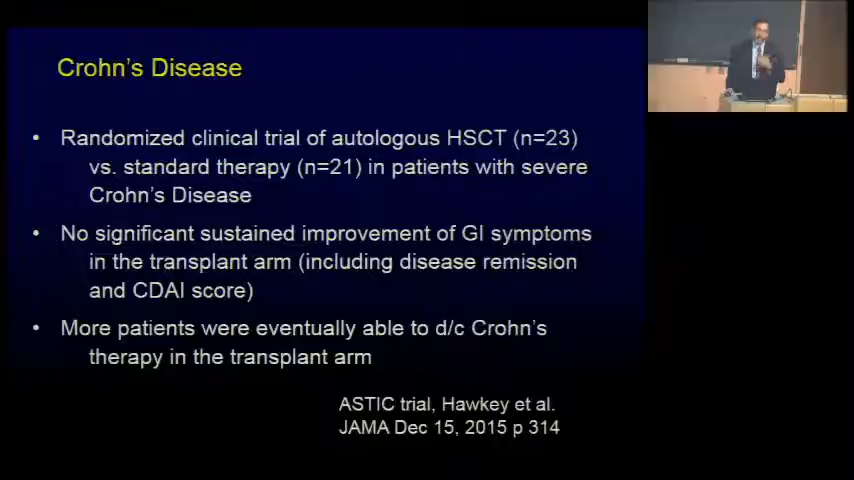 Crohn's Disease
• Randomized clinical trial of autologous HSCT (n=23)
vs. standard therapy (n=21) in patients with severe
Crohn's Disease
• No significant sustained improvement of GI symptoms
in the transplant arm (including disease remission
and CDAI score)
• More patients were eventually able to d/c Crohn's
therapy in the transplant arm
ASTIC trial, Hawkey et al.
JAMA Dec 15, 2015 p 314